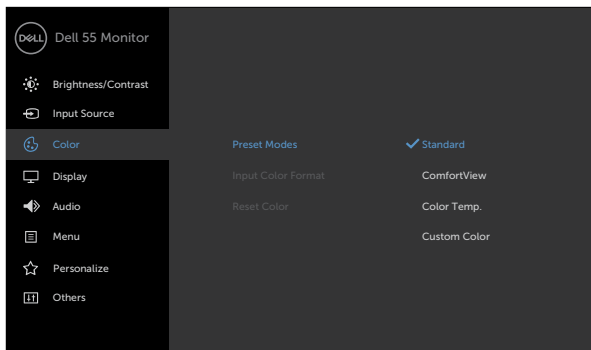 DELL Dell 55 Monitor
Brightness/Contrast
Input Source
Color
Preset Modes
Standard
Display
Input Color Format
ComfortView
Audio
Reset Color
Color Temp.
Menu
Custom Color
Personalize
Others